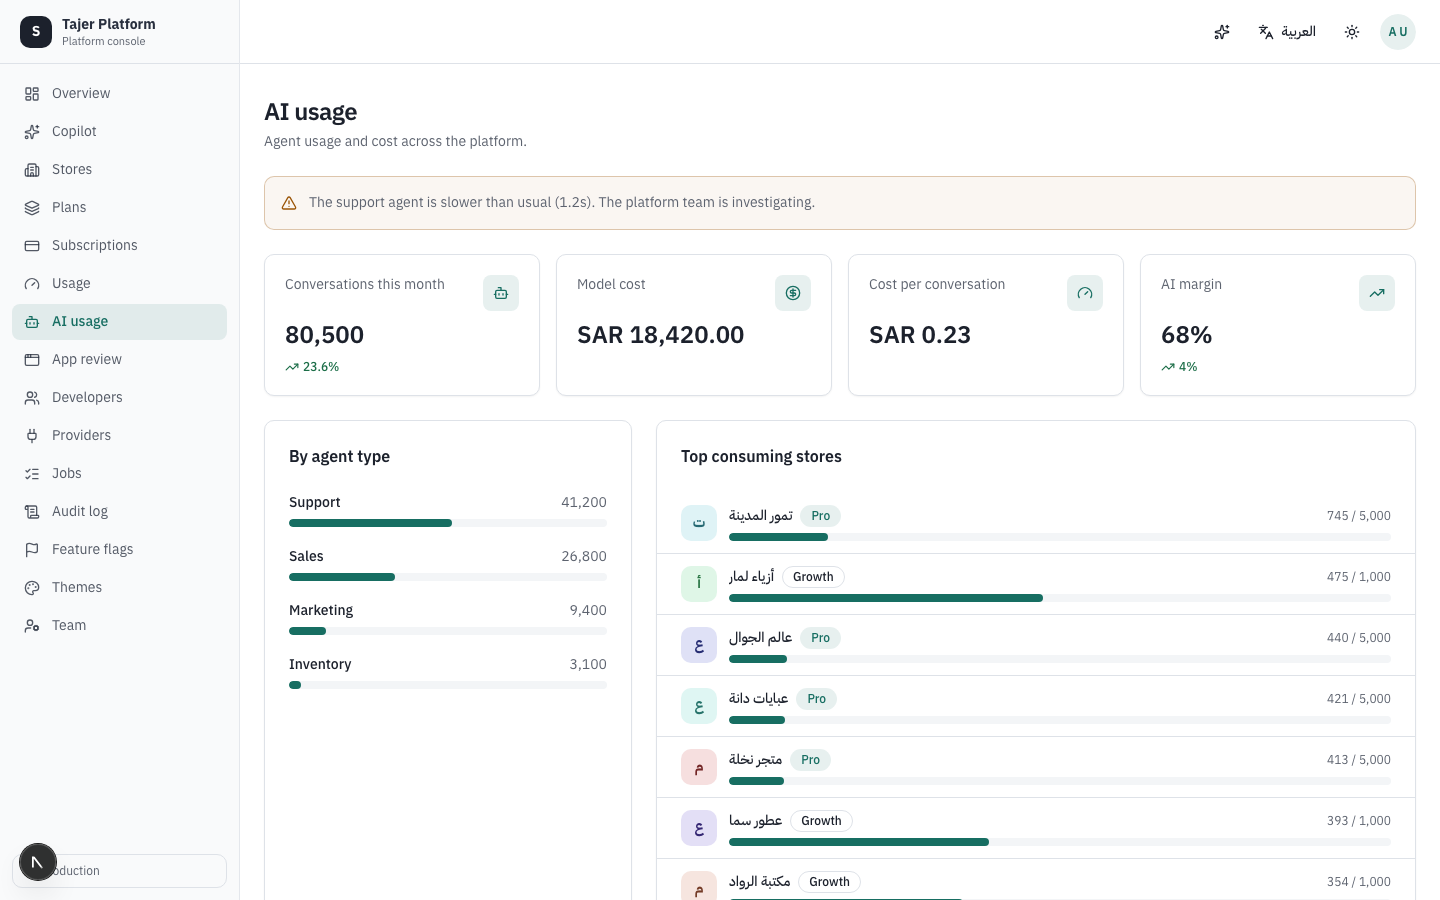 S
Tajer Platform
Platform console
العربية
A U
Overview
Copilot
Stores
Plans
Subscriptions
Usage
AI usage
App review
Developers
Providers
Jobs
Audit log
Feature flags
Themes
Team
oduction
AI usage
Agent usage and cost across the platform.
The support agent is slower than usual (1.2s). The platform team is investigating.
Conversations this month
80,500
23.6%
Model cost
SAR 18,420.00
Cost per conversation
SAR 0.23
AI margin
68%
4%
By agent type
Support 41,200
Sales 26,800
Marketing 9,400
Inventory 3,100
Top consuming stores
ت تمور المدينة Pro 745 / 5,000
أ أزياء لمار Growth 475 / 1,000
ع عالم الجوال Pro 440 / 5,000
ع عبايات دانة Pro 421 / 5,000
م متجر نخلة Pro 413 / 5,000
ع عطور سما Growth 393 / 1,000
م مكتبة الرواد Growth 354 / 1,000